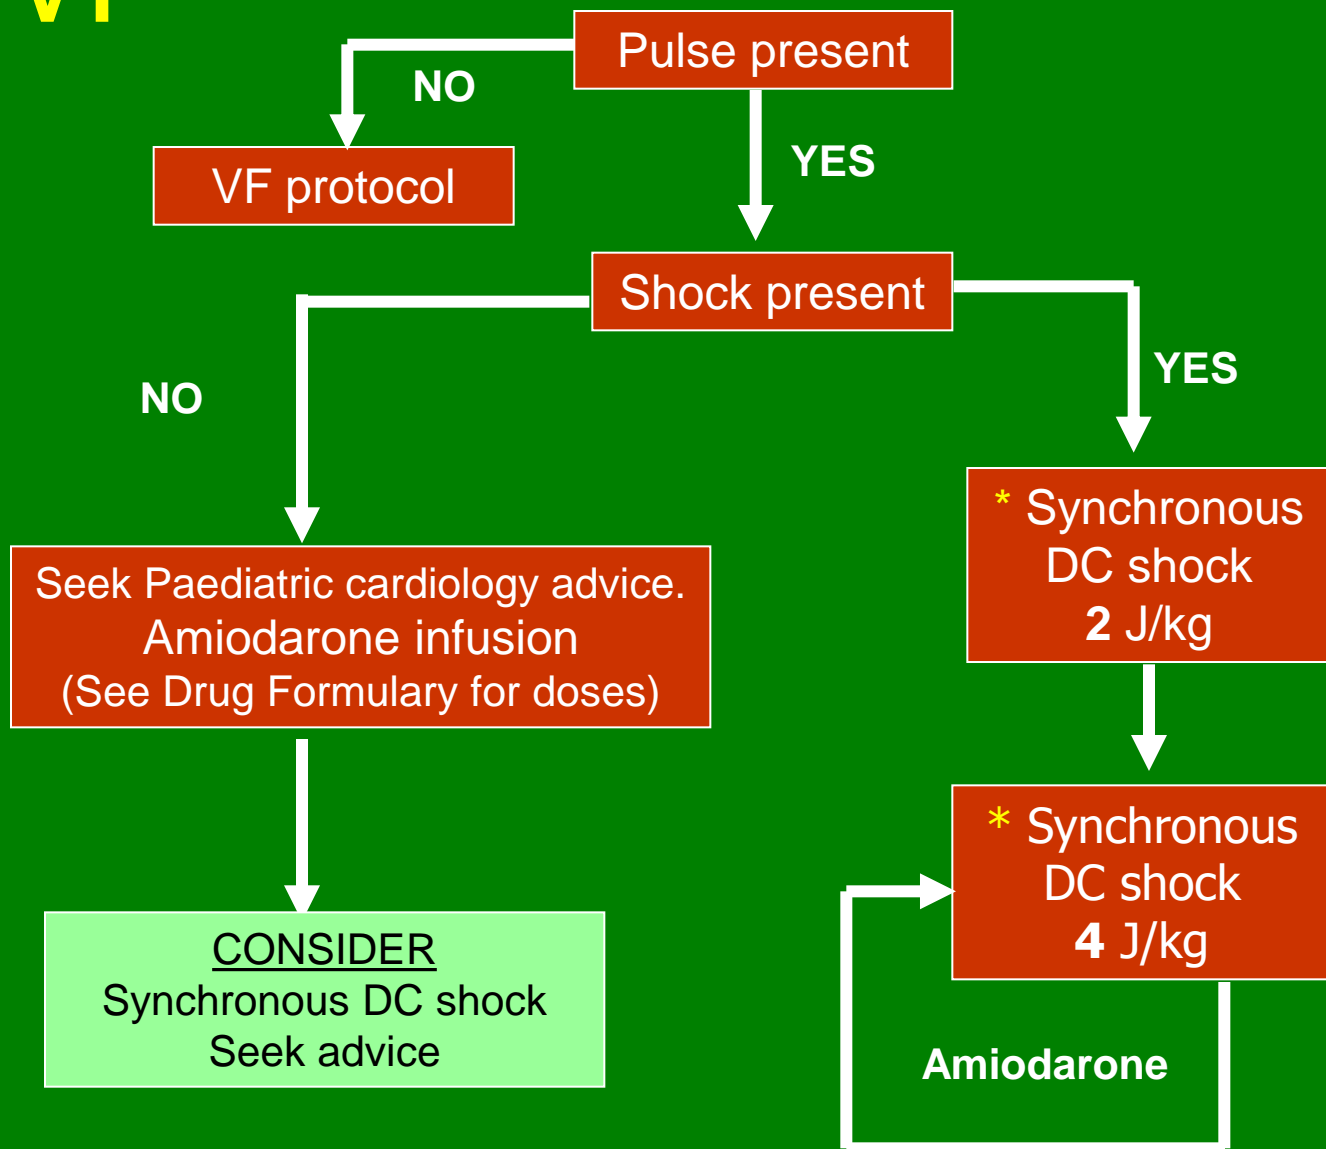 VT
Pulse present
NO
YES
VF protocol
Shock present
NO
YES
* Synchronous
DC shock
2 J/kg
Seek Paediatric cardiology advice.
Amiodarone infusion
(See Drug Formulary for doses)
* Synchronous
DC shock
4 J/kg
CONSIDER
Synchronous DC shock
Seek advice
Amiodarone